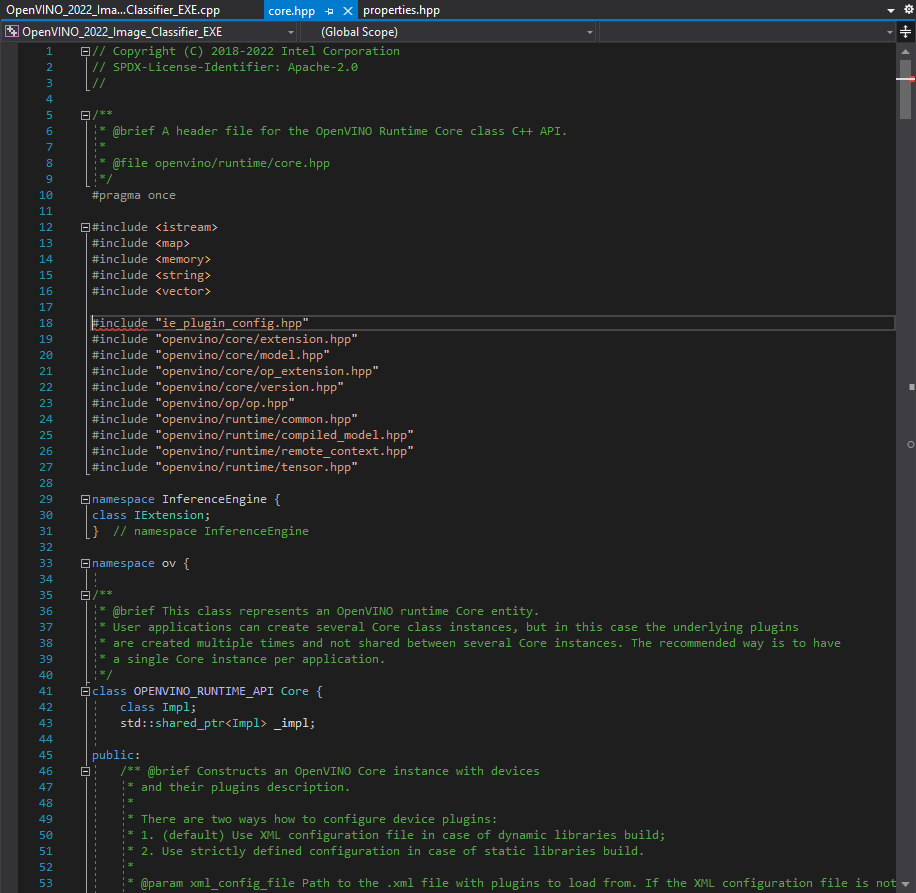 OpenVINO_2022_Ima...Classifier_EXE.cpp core.hpp properties.hpp
OpenVINO_2022_Image_Classifier_EXE (Global Scope)
1 // Copyright (C) 2018-2022 Intel Corporation
2 // SPDX-License-Identifier: Apache-2.0
3 //
4
5 /**
6 * @brief A header file for the OpenVINO Runtime Core class C++ API.
7 *
8 * @file openvino/runtime/core.hpp
9 */
10 #pragma once
11
12 #include <istream>
13 #include <map>
14 #include <memory>
15 #include <string>
16 #include <vector>
17
18 #include "ie_plugin_config.hpp"
19 #include "openvino/core/extension.hpp"
20 #include "openvino/core/model.hpp"
21 #include "openvino/core/op_extension.hpp"
22 #include "openvino/core/version.hpp"
23 #include "openvino/op/op.hpp"
24 #include "openvino/runtime/common.hpp"
25 #include "openvino/runtime/compiled_model.hpp"
26 #include "openvino/runtime/remote_context.hpp"
27 #include "openvino/runtime/tensor.hpp"
28
29 namespace InferenceEngine {
30 class IExtension;
31 } // namespace InferenceEngine
32
33 namespace ov {
34
35 /**
36 * @brief This class represents an OpenVINO runtime Core entity.
37 * User applications can create several Core class instances, but in this case the underlying plugins
38 * are created multiple times and not shared between several Core instances. The recommended way is to have
39 * a single Core instance per application.
40 */
41 class OPENVINO_RUNTIME_API Core {
42 class Impl;
43 std::shared_ptr<Impl> _impl;
44
45 public:
46 /** @brief Constructs an OpenVINO Core instance with devices
47 * and their plugins description.
48 *
49 * There are two ways how to configure device plugins:
50 * 1. (default) Use XML configuration file in case of dynamic libraries build;
51 * 2. Use strictly defined configuration in case of static libraries build.
52 *
53 * @param xml_config_file Path to the .xml file with plugins to load from. If the XML configuration file is not